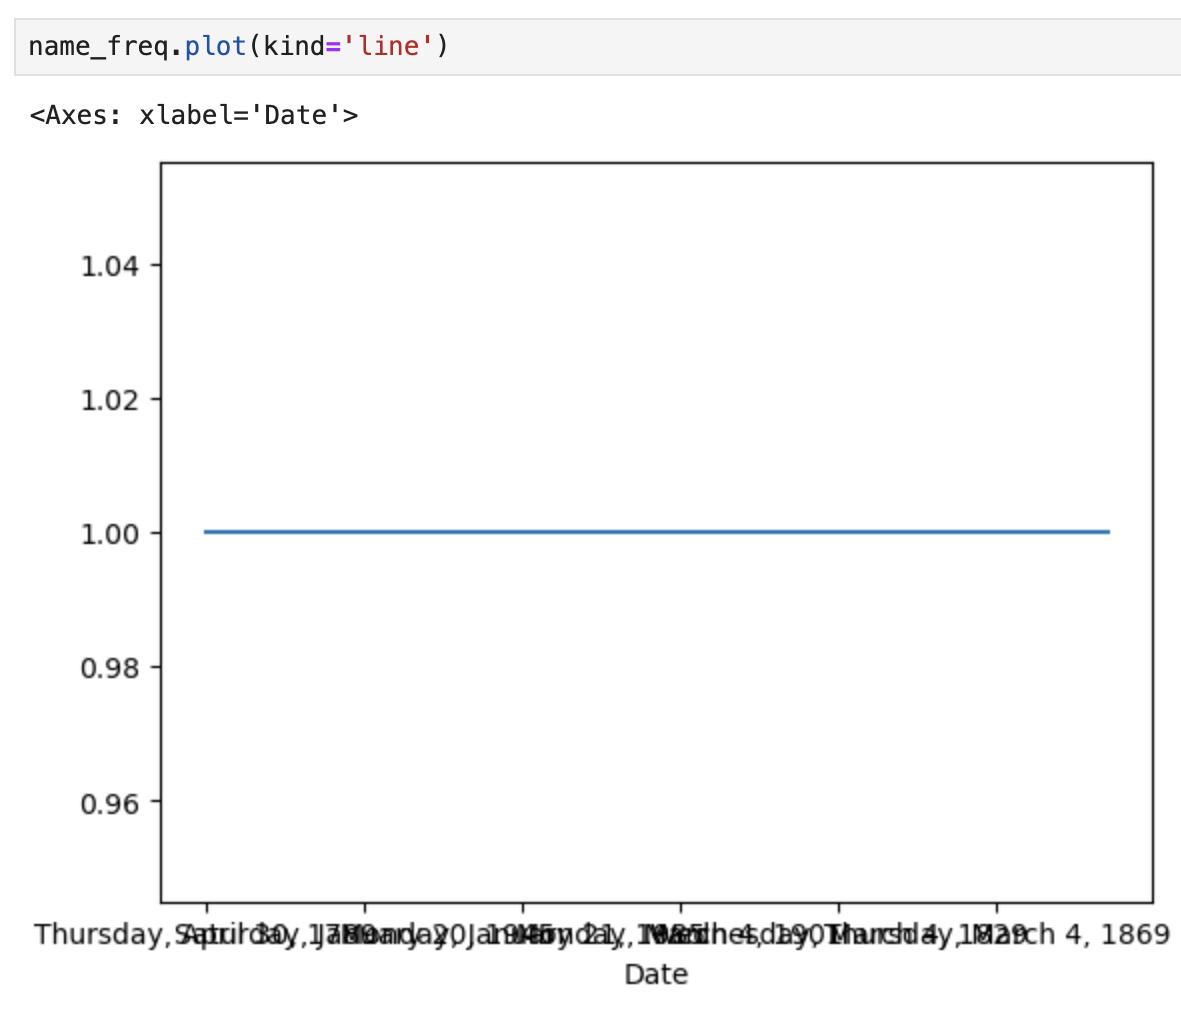 name_freq.plot(kind='line')
<Axes: xlabel='Date'>
1.04
1.02
1.00
0.98
0.96
Thursday, March 4, 1869
Date